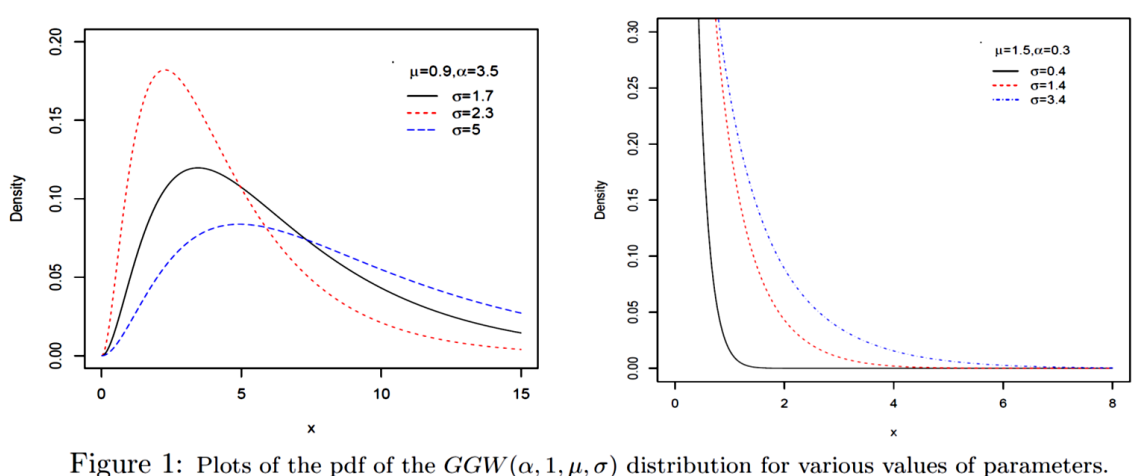 0.20
0.15
0.10
0.05
0.00
Density
μ=0.9,α=3.5
σ=1.7
σ=2.3
σ=5
0 5 10 15
x
0.30
0.25
0.20
0.15
0.10
0.05
0.00
Density
μ=1.5,α=0.3
σ=0.4
σ=1.4
σ=3.4
0 2 4 6 8
x
Figure 1: Plots of the pdf of the GGW(α, 1, μ, σ) distribution for various values of parameters.